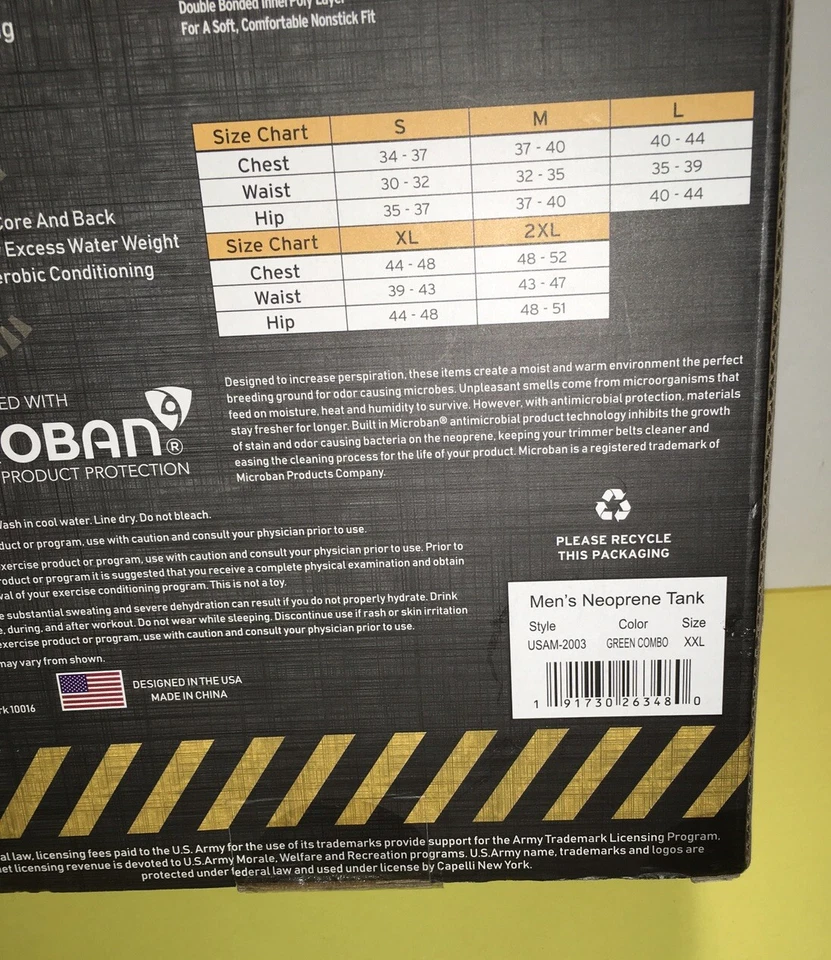 Double Bonded Inner Poly Layer
For A Soft, Comfortable Nonstick Fit
g
Size Chart S M L
Chest 34 - 37 37 - 40 40 - 44
Waist 30 - 32 32 - 35 35 - 39
Hip 35 - 37 37 - 40 40 - 44
Size Chart XL 2XL
Chest 44 - 48 48 - 52
Waist 39 - 43 43 - 47
Hip 44 - 48 48 - 51
Core And Back
Excess Water Weight
erobic Conditioning
ED WITH
OBAN®
PRODUCT PROTECTION
Designed to increase perspiration, these items create a moist and warm environment the perfect
breeding ground for odor causing microbes. Unpleasant smells come from microorganisms that
feed on moisture, heat and humidity to survive. However, with antimicrobial protection, materials
stay fresher for longer. Built in Microban® antimicrobial product technology inhibits the growth
of stain and odor causing bacteria on the neoprene, keeping your trimmer belts cleaner and
easing the cleaning process for the life of your product. Microban is a registered trademark of
Microban Products Company.
Wash in cool water. Line dry. Do not bleach.
duct or program, use with caution and consult your physician prior to use.
xercise product or program, use with caution and consult your physician prior to use. Prior to
roduct or program it is suggested that you receive a complete physical examination and obtain
val of your exercise conditioning program. This is not a toy.
e substantial sweating and severe dehydration can result if you do not properly hydrate. Drink
e, during, and after workout. Do not wear while sleeping. Discontinue use if rash or skin irritation
exercise product or program, use with caution and consult your physician prior to use.
may vary from shown.
rk 10016
DESIGNED IN THE USA
MADE IN CHINA
PLEASE RECYCLE
THIS PACKAGING
Men's Neoprene Tank
Style Color Size
USAM-2003 GREEN COMBO XXL
1 91730 26348 0
al law, licensing fees paid to the U.S. Army for the use of its trademarks provide support for the Army Trademark Licensing Program.
et licensing revenue is devoted to U.S.Army Morale, Welfare and Recreation programs. U.S.Army name, trademarks and logos are
protected under federal law and used under license by Capelli New York.